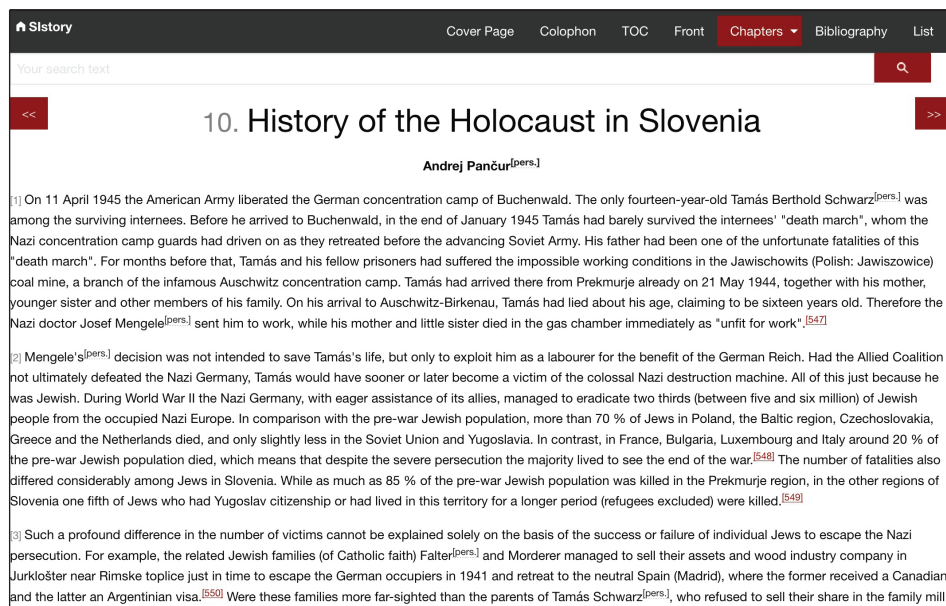 SIstory
Cover Page Colophon TOC Front Chapters Bibliography List
Your search text
<< 10. History of the Holocaust in Slovenia >>
Andrej Pančur[pers.]
[1] On 11 April 1945 the American Army liberated the German concentration camp of Buchenwald. The only fourteen-year-old Tamás Berthold Schwarz[pers.] was
among the surviving internees. Before he arrived to Buchenwald, in the end of January 1945 Tamás had barely survived the internees' "death march", whom the
Nazi concentration camp guards had driven on as they retreated before the advancing Soviet Army. His father had been one of the unfortunate fatalities of this
"death march". For months before that, Tamás and his fellow prisoners had suffered the impossible working conditions in the Jawischowits (Polish: Jawiszowice)
coal mine, a branch of the infamous Auschwitz concentration camp. Tamás had arrived there from Prekmurje already on 21 May 1944, together with his mother,
younger sister and other members of his family. On his arrival to Auschwitz-Birkenau, Tamás had lied about his age, claiming to be sixteen years old. Therefore the
Nazi doctor Josef Mengele[pers.] sent him to work, while his mother and little sister died in the gas chamber immediately as "unfit for work".[547]
[2] Mengele's[pers.] decision was not intended to save Tamás's life, but only to exploit him as a labourer for the benefit of the German Reich. Had the Allied Coalition
not ultimately defeated the Nazi Germany, Tamás would have sooner or later become a victim of the colossal Nazi destruction machine. All of this just because he
was Jewish. During World War II the Nazi Germany, with eager assistance of its allies, managed to eradicate two thirds (between five and six million) of Jewish
people from the occupied Nazi Europe. In comparison with the pre-war Jewish population, more than 70 % of Jews in Poland, the Baltic region, Czechoslovakia,
Greece and the Netherlands died, and only slightly less in the Soviet Union and Yugoslavia. In contrast, in France, Bulgaria, Luxembourg and Italy around 20 % of
the pre-war Jewish population died, which means that despite the severe persecution the majority lived to see the end of the war.[548] The number of fatalities also
differed considerably among Jews in Slovenia. While as much as 85 % of the pre-war Jewish population was killed in the Prekmurje region, in the other regions of
Slovenia one fifth of Jews who had Yugoslav citizenship or had lived in this territory for a longer period (refugees excluded) were killed.[549]
[3] Such a profound difference in the number of victims cannot be explained solely on the basis of the success or failure of individual Jews to escape the Nazi
persecution. For example, the related Jewish families (of Catholic faith) Falter[pers.] and Morderer managed to sell their assets and wood industry company in
Jurklošter near Rimske toplice just in time to escape the German occupiers in 1941 and retreat to the neutral Spain (Madrid), where the former received a Canadian
and the latter an Argentinian visa.[550] Were these families more far-sighted than the parents of Tamás Schwarz[pers.], who refused to sell their share in the family mill